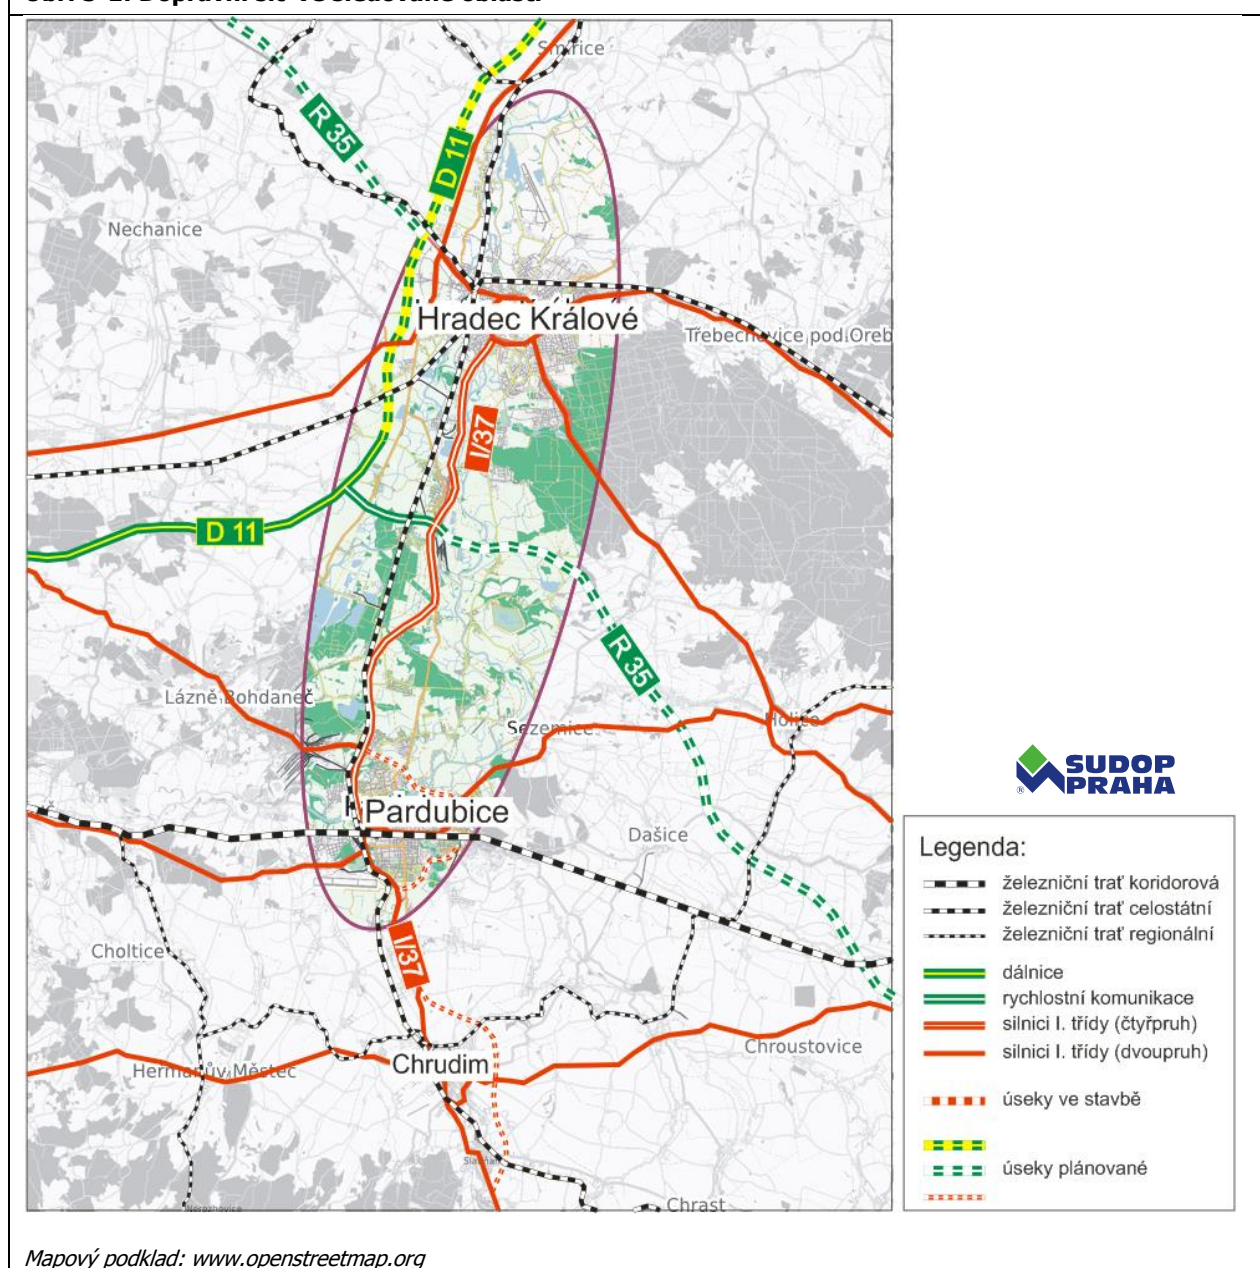 Smiřice
R 35
D 11
Nechanice
Hradec Králové
Třebechovice pod Oreb
I/37
D 11
R 35
Lázně Bohdaneč
Sezemice
Holice
SUDOP
PRAHA
®
Pardubice
Dašice
Legenda:
železniční trať koridorová
železniční trať celostátní
železniční trať regionální
dálnice
rychlostní komunikace
silnici I. třídy (čtyřpruh)
silnici I. třídy (dvoupruh)
úseky ve stavbě
úseky plánované
Choltice
I/37
Chroustovice
Chrudim
Heřmanův Městec
Chrast
Mapový podklad: www.openstreetmap.org